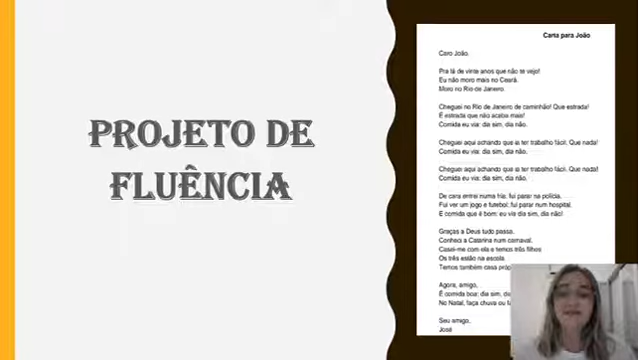 PROJETO DE
FLUÊNCIA
Carta para João
Caro João.
Pra lá de vinte anos que não te vejo!
Eu não moro mais no Ceará.
Moro no Rio de Janeiro.
Cheguei no Rio de Janeiro de caminhão! Que estrada!
É estrada que não acaba mais!
Comida eu via: dia sim, dia não.
Cheguei aqui achando que ia ter trabalho fácil. Que nada!
Comida eu via: dia sim, dia não.
Cheguei aqui achando que ia ter trabalho fácil. Que nada!
Comida eu via: dia sim, dia não.
De cara entrei numa fria: fui parar na polícia.
Fui ver um jogo e futebol: fui parar num hospital.
E comida que é bom: eu via dia sim, dia não!
Graças a Deus tudo passa.
Conheci a Catarina num carnaval.
Casei-me com ela e temos três filhos
Os três estão na escola.
Temos também casa
Agora, amigo,
É comida boa: dia sim,
No Natal, faça chuva ou
Seu amigo,
José